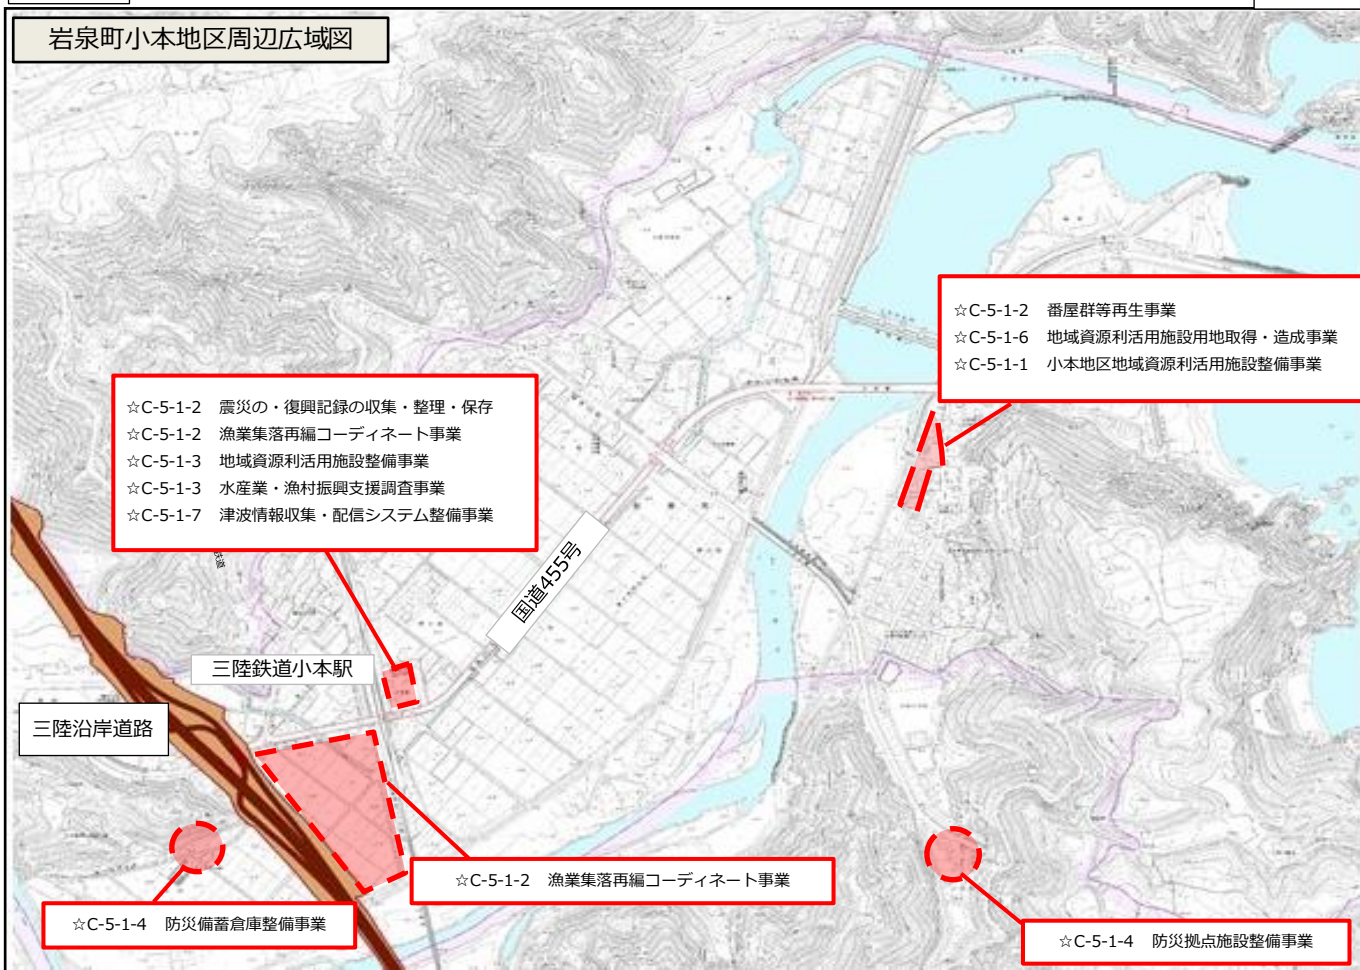 岩泉町小本地区周辺広域図
☆C-5-1-2 番屋群等再生事業
☆C-5-1-6 地域資源利活用施設用地取得・造成事業
☆C-5-1-1 小本地区地域資源利活用施設整備事業
☆C-5-1-2 震災の・復興記録の収集・整理・保存
☆C-5-1-2 漁業集落再編コーディネート事業
☆C-5-1-3 地域資源利活用施設整備事業
☆C-5-1-3 水産業・漁村振興支援調査事業
☆C-5-1-7 津波情報収集・配信システム整備事業
鉄道
国道455号
三陸鉄道小本駅
三陸沿岸道路
☆C-5-1-2 漁業集落再編コーディネート事業
☆C-5-1-4 防災備蓄倉庫整備事業
☆C-5-1-4 防災拠点施設整備事業